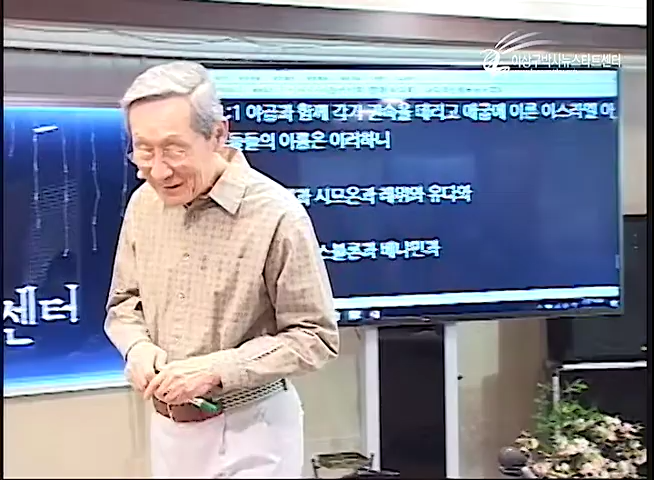 이상구박사뉴스타트센터
1 야곱과 함께 각각 권속을 데리고 애굽에 이른 이스라엘 아
들들의 이름은 이러하니
시므온과 레위와 유다와
스불론과 베냐민과
센터